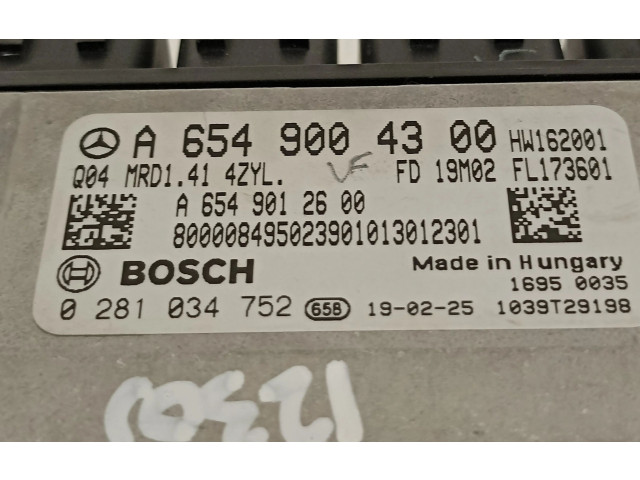 A 654 900 43 00 HW162001
Q04 MRD1.41 4ZYL. VF FD 19M02 FL173601
A 654 901 26 00
800008495023901013012301
BOSCH Made in Hungary
1695 0035
0 281 034 752 658 19-02-25 1039T29198